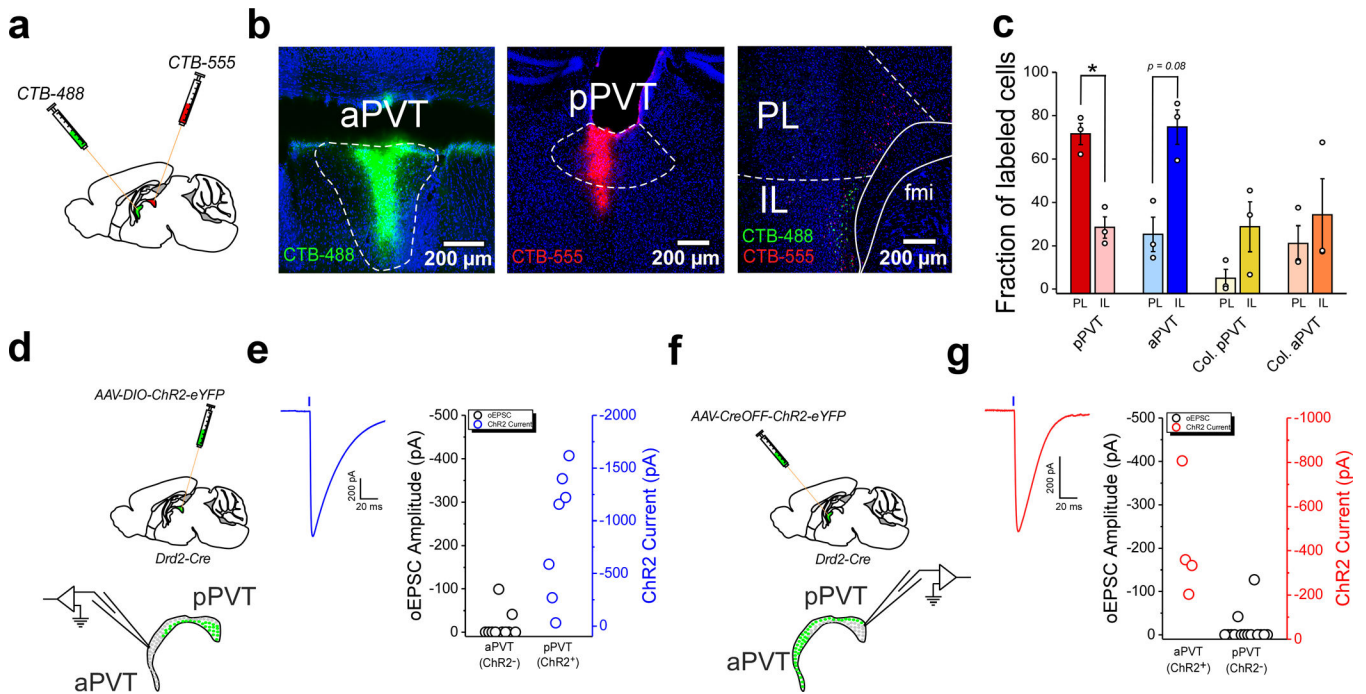 a
CTB-488
CTB-555
b
aPVT
CTB-488
200 µm
pPVT
CTB-555
200 µm
PL
IL
fmi
CTB-488
CTB-555
200 µm
c
Fraction of labeled cells
100
80
60
40
20
0
*
p = 0.08
PL IL PL IL PL IL PL IL
pPVT
aPVT
Col. pPVT
Col. aPVT
d
AAV-DIO-ChR2-eYFP
Drd2-Cre
pPVT
aPVT
e
200 pA
20 ms
oEPSC Amplitude (pA)
-500
-400
-300
-200
-100
0
oEPSC
ChR2 Current
-2000
-1500
-1000
-500
0
ChR2 Current (pA)
aPVT
(ChR2-)
pPVT
(ChR2+)
f
AAV-CreOFF-ChR2-eYFP
Drd2-Cre
pPVT
aPVT
g
200 pA
20 ms
oEPSC Amplitude (pA)
-500
-400
-300
-200
-100
0
oEPSC
ChR2 Current
-1000
-800
-600
-400
-200
0
ChR2 Current (pA)
aPVT
(ChR2+)
pPVT
(ChR2-)